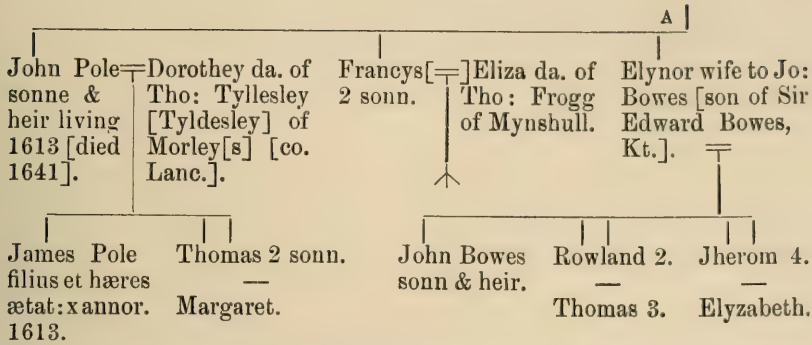 A
John Pole
sonne &
heir living
1613 [died
1641].
Dorothey da. of
Tho: Tyllesley
[Tyldesley] of
Morley[s] [co.
Lanc.].
Francys[=]Eliza da. of
2 sonn.
Tho: Frogg
of Mynshull.
Elynor wife to Jo:
Bowes [son of Sir
Edward Bowes,
Kt.].
James Pole
filius et hæres
ætat: x annor.
1613.
Thomas 2 sonn.
—
Margaret.
John Bowes
sonn & heir.
Rowland 2.
—
Thomas 3.
Jherom 4.
—
Elyzabeth.